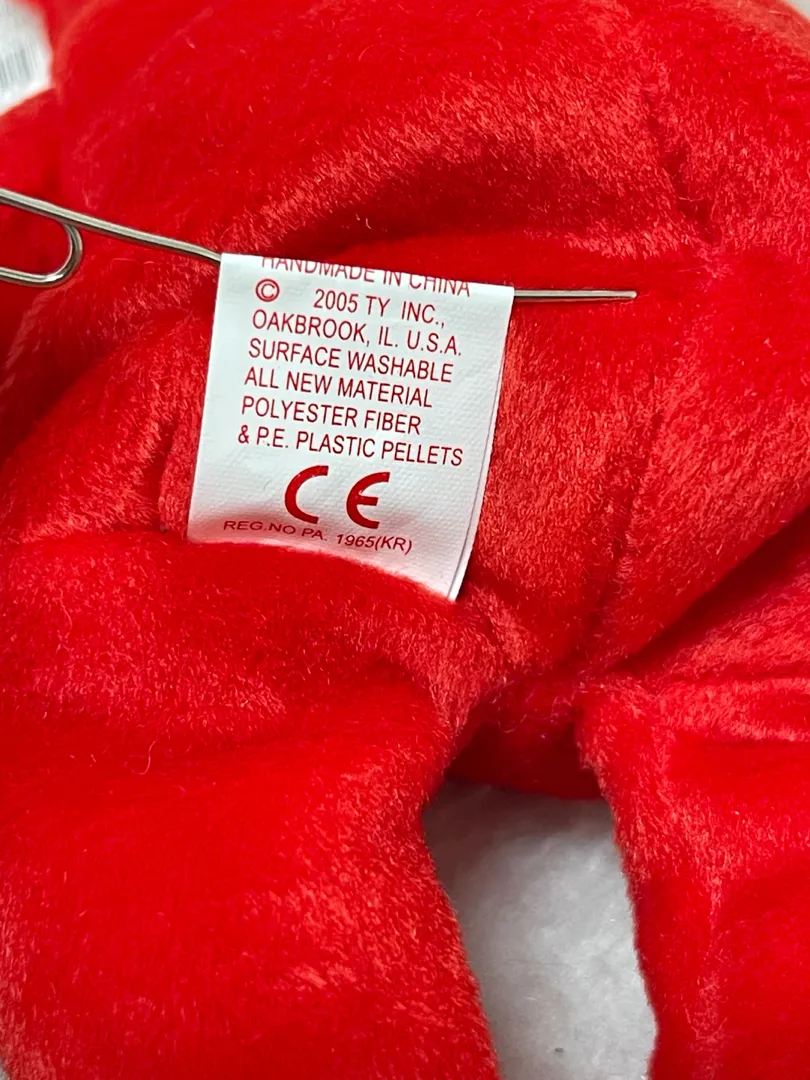 HANDMADE IN CHINA
© 2005 TY INC.,
OAKBROOK, IL. U.S.A.
SURFACE WASHABLE
ALL NEW MATERIAL
POLYESTER FIBER
& P.E. PLASTIC PELLETS
CE
REG.NO PA. 1965(KR)